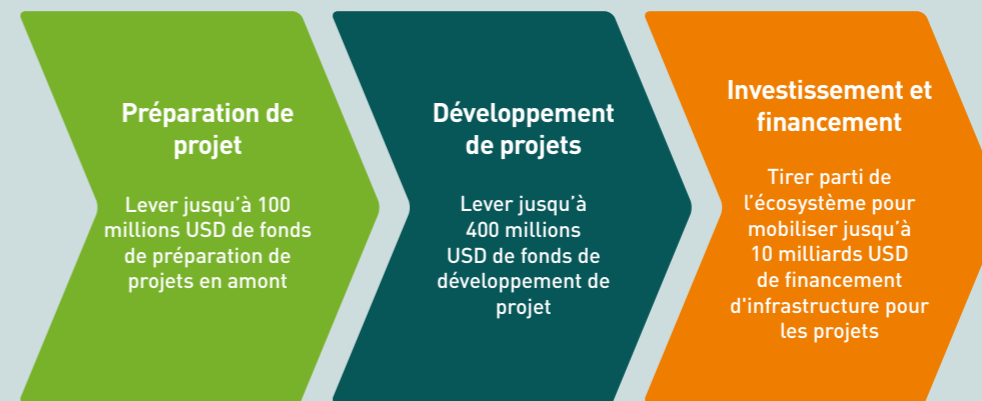 Préparation de
projet
Lever jusqu’à 100
millions USD de fonds
de préparation de
projets en amont
Développement
de projets
Lever jusqu’à
400 millions
USD de fonds de
développement de
projet
Investissement et
financement
Tirer parti de
l’écosystème pour
mobiliser jusqu’à
10 milliards USD
de financement
d'infrastructure pour
les projets